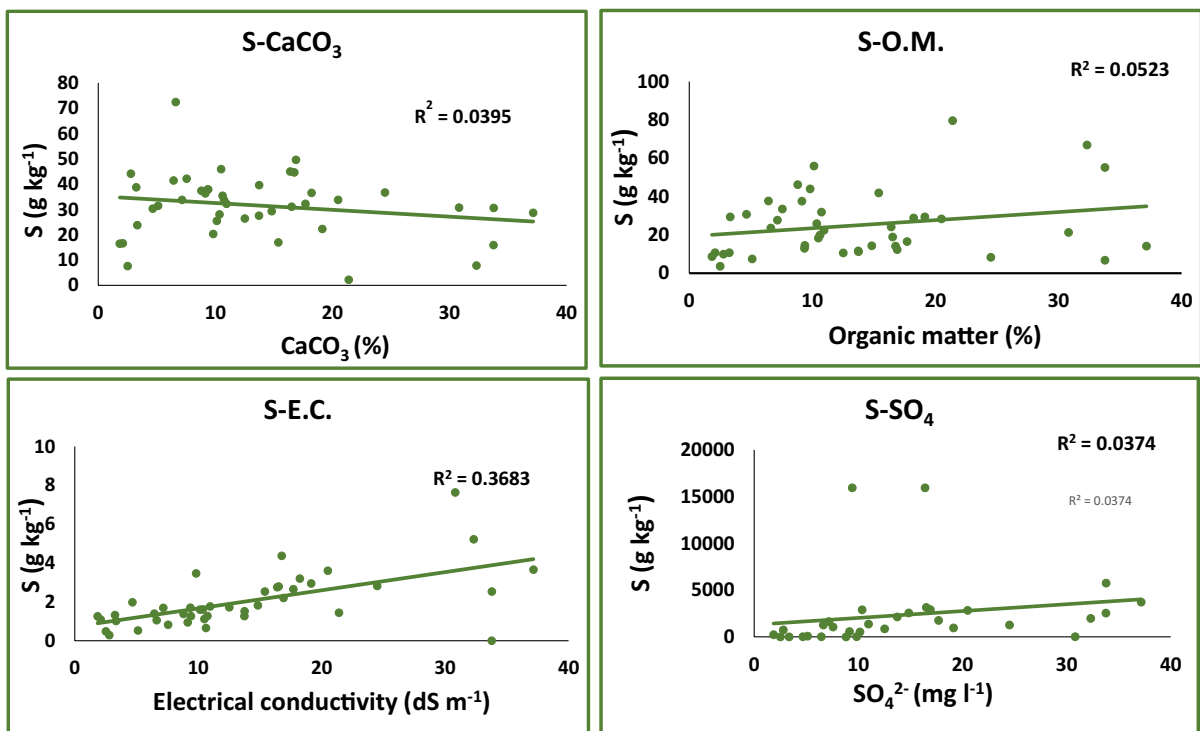 S-CaCO₃
R² = 0.0395
S (g kg⁻¹)
80
70
60
50
40
30
20
10
0
0 10 20 30 40
CaCO₃ (%)
S-O.M.
R² = 0.0523
S (g kg⁻¹)
100
80
60
40
20
0
0 10 20 30 40
Organic matter (%)
S-E.C.
R² = 0.3683
S (g kg⁻¹)
10
8
6
4
2
0
0 10 20 30 40
Electrical conductivity (dS m⁻¹)
S-SO₄
R² = 0.0374
R² = 0.0374
S (g kg⁻¹)
20000
15000
10000
5000
0
0 10 20 30 40
SO₄²⁻ (mg l⁻¹)